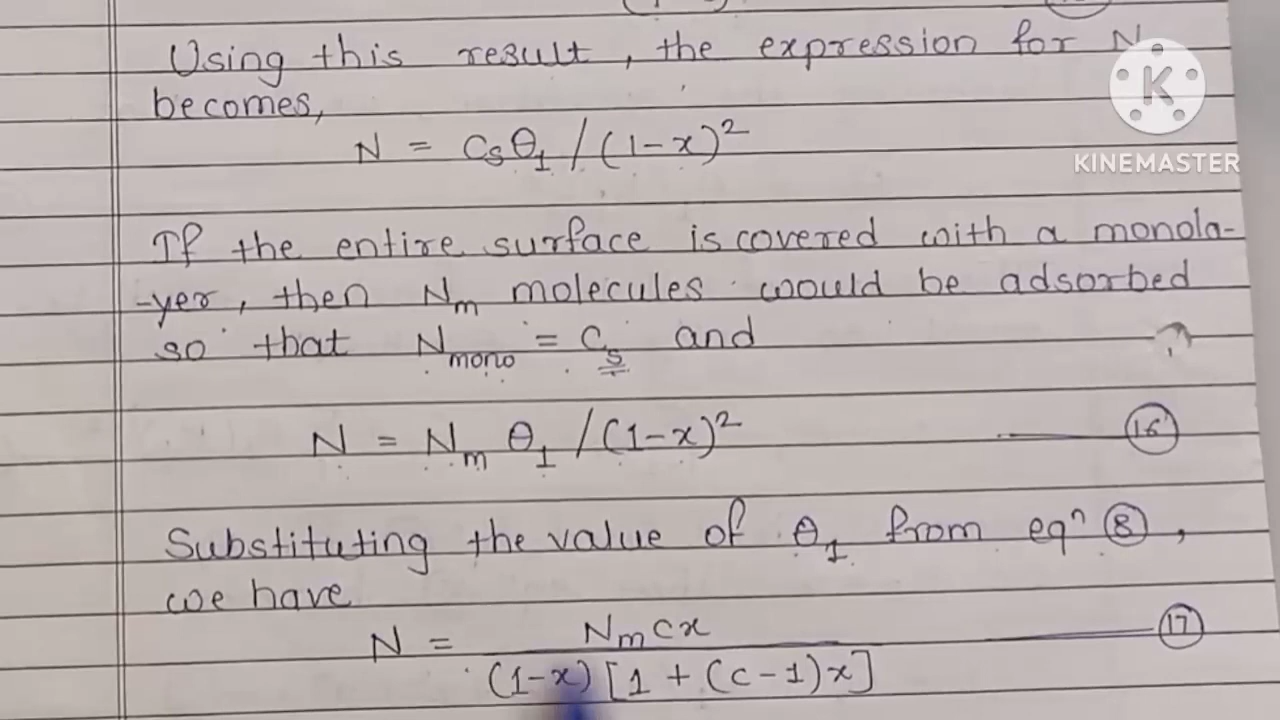 Using this result, the expression for N
becomes,
N = Csθ1 / (1-x)²
If the entire surface is covered with a monola-
-yer, then Nm molecules would be adsorbed
so that Nmono = Cs and
N = Nm θ1 / (1-x)² 16
Substituting the value of θ1 from eqⁿ 8,
we have
N = Nm c x / (1-x) [1 + (c-1)x] 17
K
KINEMASTER